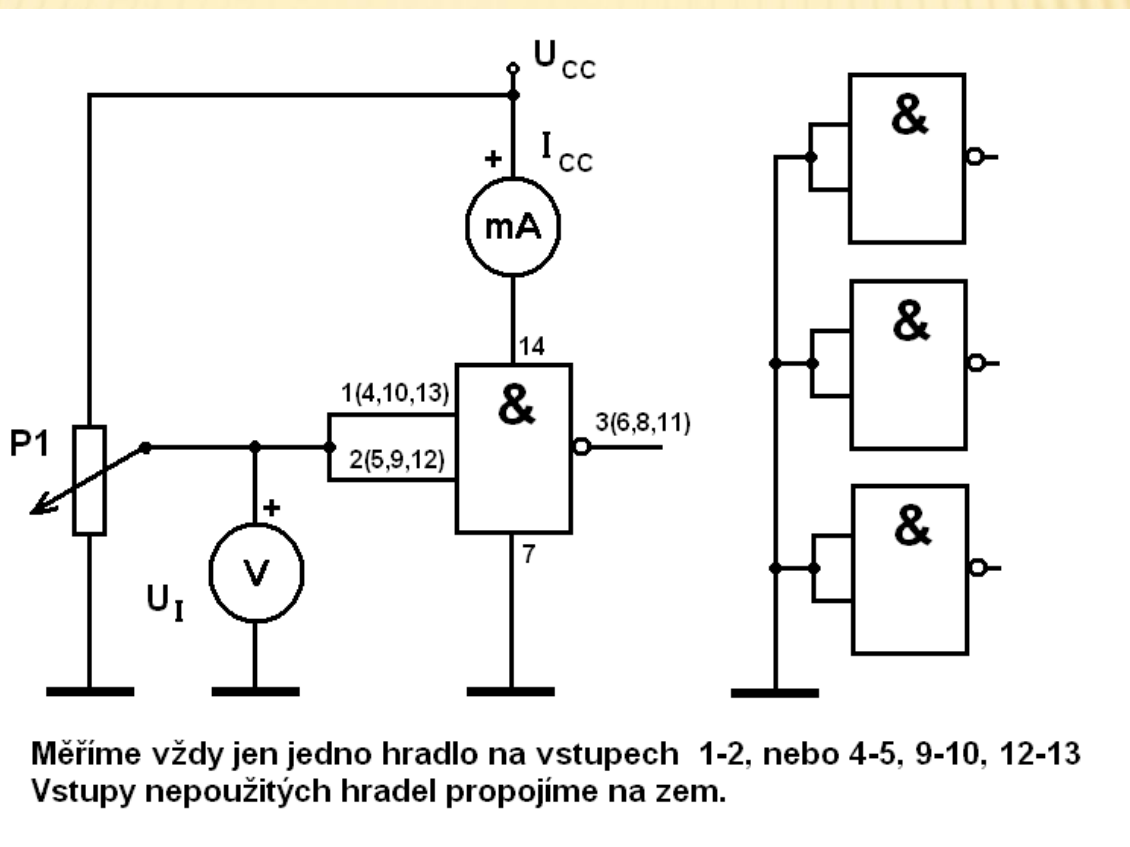 U CC
I CC
+
mA
14
&
1(4,10,13)
2(5,9,12)
3(6,8,11)
P1
+
V
7
U I
&
&
&
Měříme vždy jen jedno hradlo na vstupech 1-2, nebo 4-5, 9-10, 12-13
Vstupy nepoužitých hradel propojíme na zem.